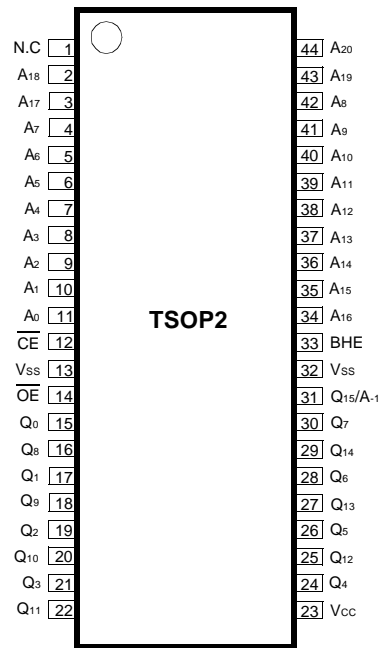 N.C 1 44 A20
A18 2 43 A19
A17 3 42 A8
A7 4 41 A9
A6 5 40 A10
A5 6 39 A11
A4 7 38 A12
A3 8 37 A13
A2 9 36 A14
A1 10 35 A15
A0 11 TSOP2 34 A16
C̅E̅ 12 33 BHE
VSS 13 32 VSS
O̅E̅ 14 31 Q15/A-1
Q0 15 30 Q7
Q8 16 29 Q14
Q1 17 28 Q6
Q9 18 27 Q13
Q2 19 26 Q5
Q10 20 25 Q12
Q3 21 24 Q4
Q11 22 23 VCC